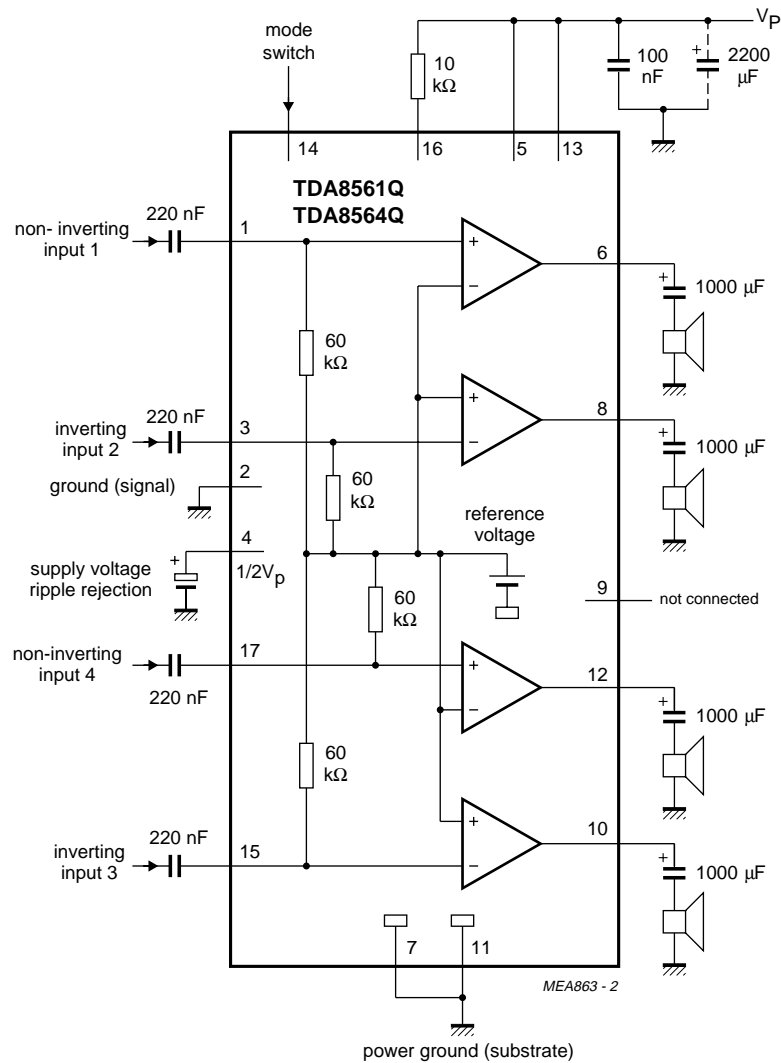 V P
mode
switch
10
kΩ
100
nF
+
2200
μF
14
16
5
13
TDA8561Q
TDA8564Q
220 nF
non- inverting
input 1
1
+
−
6
+
1000 μF
60
kΩ
220 nF
inverting
input 2
3
+
−
8
+
1000 μF
2
ground (signal)
60
kΩ
reference
voltage
4
+
supply voltage
ripple rejection
1/2Vp
9
not connected
60
kΩ
non-inverting
input 4
17
220 nF
+
−
12
+
1000 μF
60
kΩ
220 nF
inverting
input 3
15
+
−
10
+
1000 μF
7
11
MEA863 - 2
power ground (substrate)